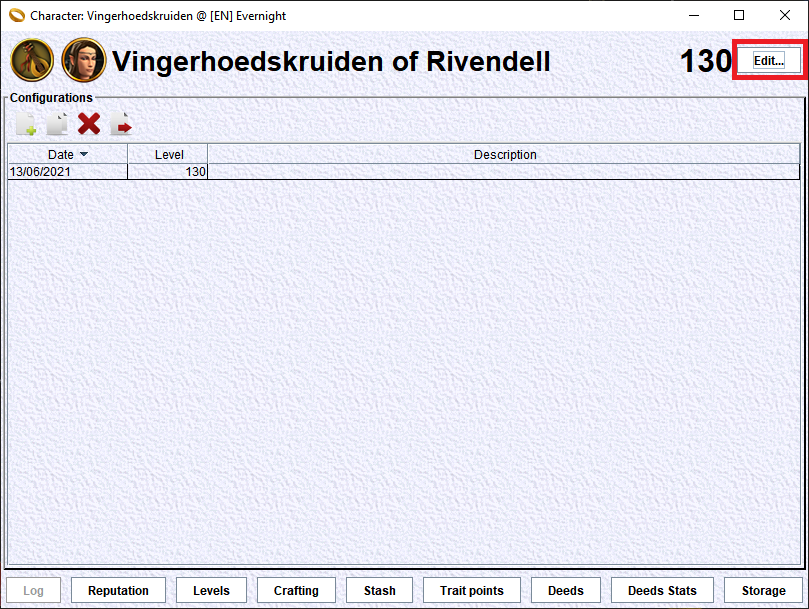 Character: Vingerhoedskruiden @ [EN] Evernight
Vingerhoedskruiden of Rivendell 130 Edit...
Configurations
Date Level Description
13/06/2021 130
Log Reputation Levels Crafting Stash Trait points Deeds Deeds Stats Storage